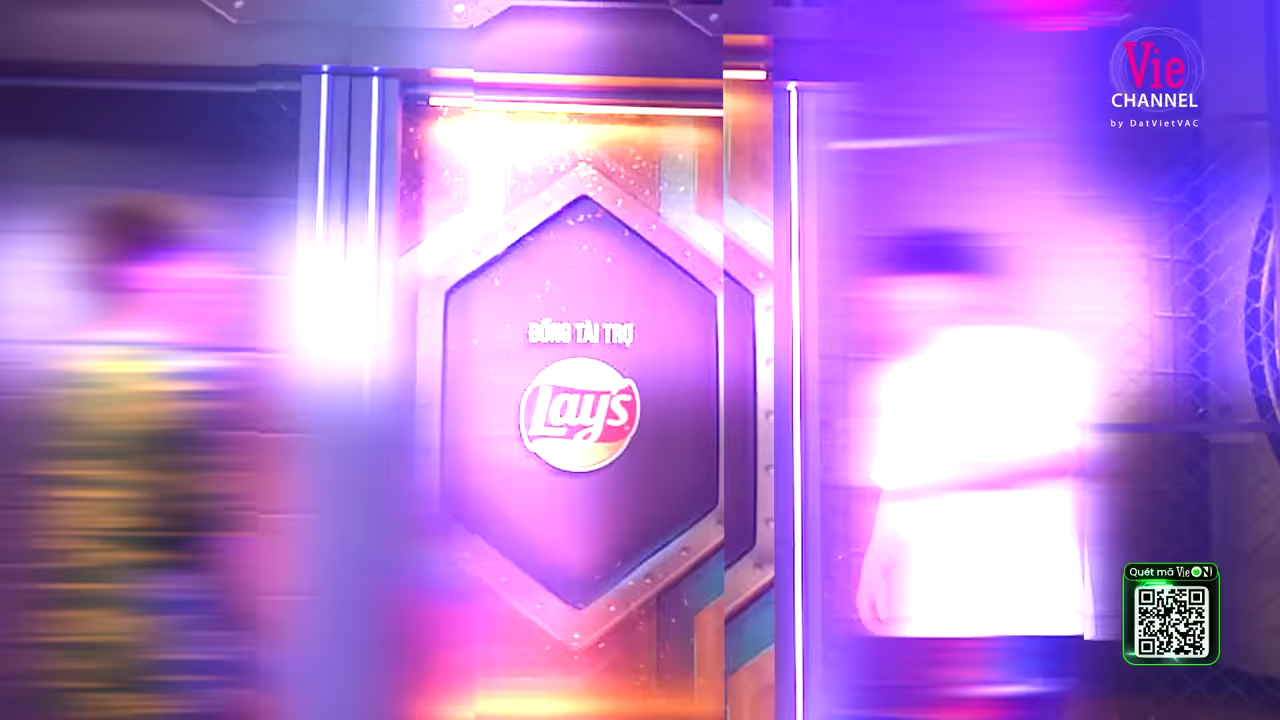 Vie
CHANNEL
by DatVietVAC
ĐỒNG TÀI TRỢ
Lay's
Quét mã VieON!